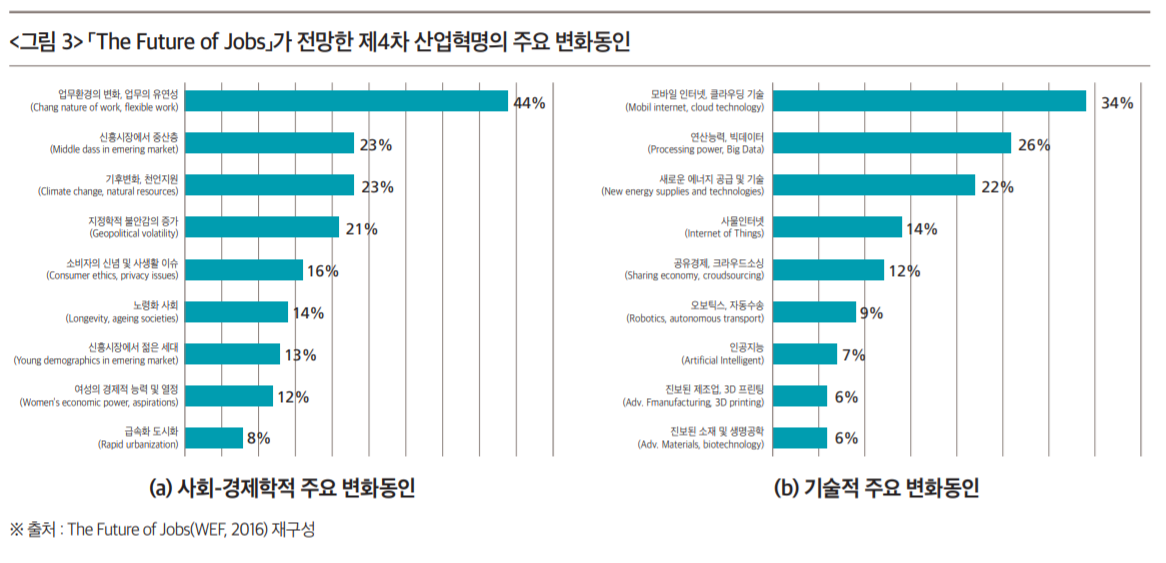 <그림 3>「The Future of Jobs」가 전망한 제4차 산업혁명의 주요 변화동인
업무환경의 변화, 업무의 유연성
(Chang nature of work, flexible work)
44%
신흥시장에서 중산층
(Middle dass in emering market)
23%
기후변화, 천언지원
(Climate change, natural resources)
23%
지정학적 불안감의 증가
(Geopolitical volatility)
21%
소비자의 신념 및 사생활 이슈
(Consumer ethics, privacy issues)
16%
노령화 사회
(Longevity, ageing societies)
14%
신흥시장에서 젊은 세대
(Young demographics in emering market)
13%
여성의 경제적 능력 및 열정
(Women's economic power, aspirations)
12%
급속화 도시화
(Rapid urbanization)
8%
(a) 사회-경제학적 주요 변화동인
모바일 인터넷, 클라우딩 기술
(Mobil internet, cloud technology)
34%
연산능력, 빅데이터
(Processing power, Big Data)
26%
새로운 에너지 공급 및 기술
(New energy supplies and technologies)
22%
사물인터넷
(Internet of Things)
14%
공유경제, 크라우드소싱
(Sharing economy, croudsourcing)
12%
오보틱스, 자동수송
(Robotics, autonomous transport)
9%
인공지능
(Artificial Intelligent)
7%
진보된 제조업, 3D 프린팅
(Adv. Fmanufacturing, 3D printing)
6%
진보된 소재 및 생명공학
(Adv. Materials, biotechnology)
6%
(b) 기술적 주요 변화동인
※ 출처 : The Future of Jobs(WEF, 2016) 재구성